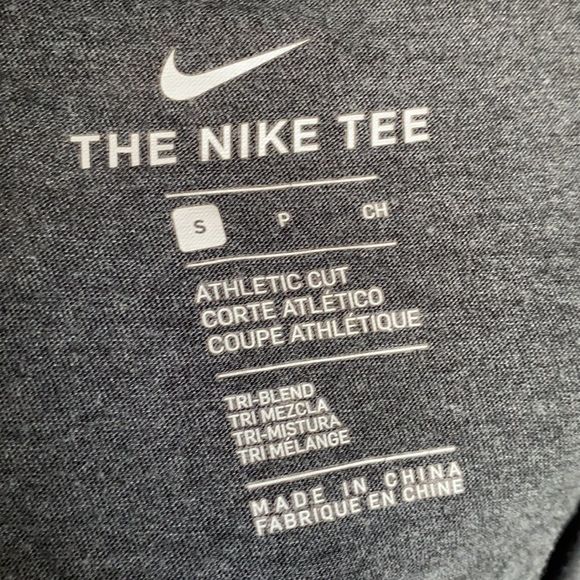 THE NIKE TEE
S P CH
ATHLETIC CUT
CORTE ATLÉTICO
COUPE ATHLÉTIQUE
TRI-BLEND
TRI MEZCLA
TRI-MISTURA
TRI MÉLANGE
MADE IN CHINA
FABRIQUE EN CHINE